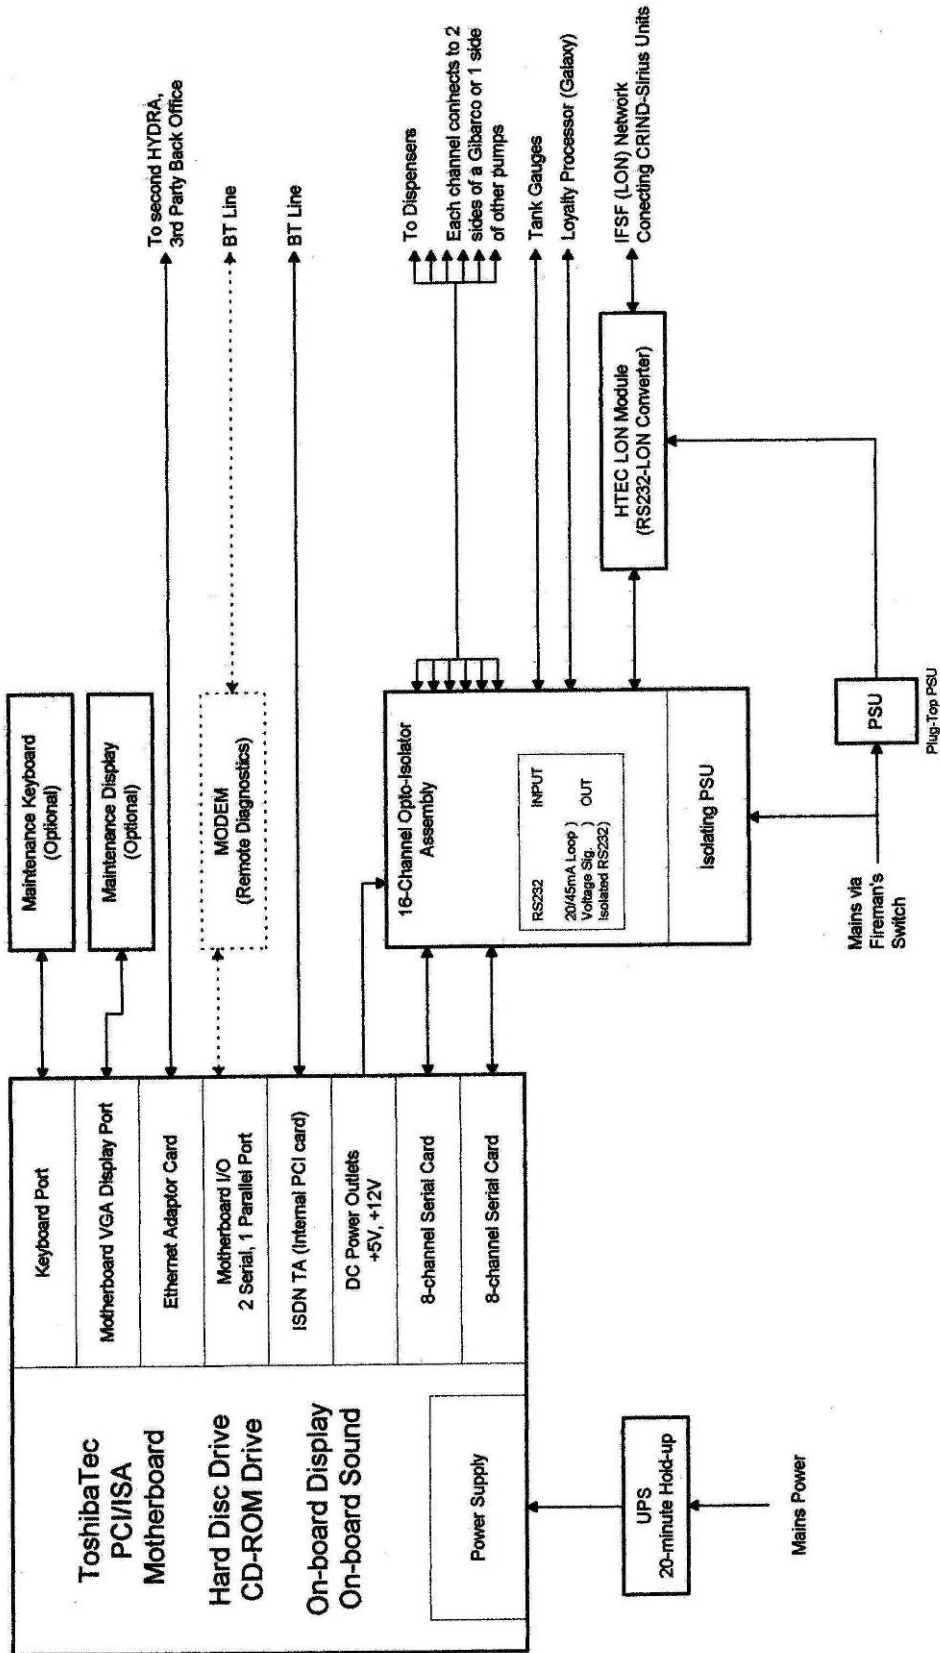 ToshibaTec
PCI/ISA
Motherboard
Hard Disc Drive
CD-ROM Drive
On-board Display
On-board Sound
Power Supply
Keyboard Port
Motherboard VGA Display Port
Ethernet Adaptor Card
Motherboard I/O
2 Serial, 1 Parallel Port
ISDN TA (Internal PCI card)
DC Power Outlets
+5V, +12V
8-channel Serial Card
8-channel Serial Card
UPS
20-minute Hold-up
Mains Power
Maintenance Keyboard
(Optional)
Maintenance Display
(Optional)
MODEM
(Remote Diagnostics)
16-Channel Opto-Isolator
Assembly
RS232 INPUT
20/45mA Loop )
Voltage Sig. ) OUT
Isolated RS232)
Isolating PSU
Mains via
Fireman's
Switch
PSU
Plug-Top PSU
HTEC LON Module
(RS232-LON Converter)
To second HYDRA,
3rd Party Back Office
BT Line
BT Line
To Dispensers
Each channel connects to 2
sides of a Gibarco or 1 side
of other pumps
Tank Gauges
Loyalty Processor (Galaxy)
IFSF (LON) Network
Conecting CRIND-Sirius Units